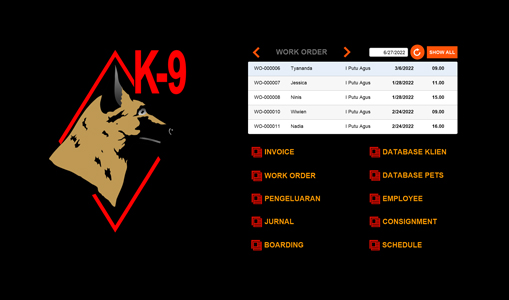 K-9
WORK ORDER 6/27/2022 SHOW ALL
WO-000006 Tyananda I Putu Agus 3/6/2022 09.00
WO-000007 Jessica I Putu Agus 1/28/2022 11.00
WO-000008 Ninis I Putu Agus 1/28/2022 15.00
WO-000010 Wiwien I Putu Agus 2/24/2022 09.00
WO-000011 Nadia I Putu Agus 2/24/2022 16.00
INVOICE DATABASE KLIEN
WORK ORDER DATABASE PETS
PENGELUARAN EMPLOYEE
JURNAL CONSIGNMENT
BOARDING SCHEDULE